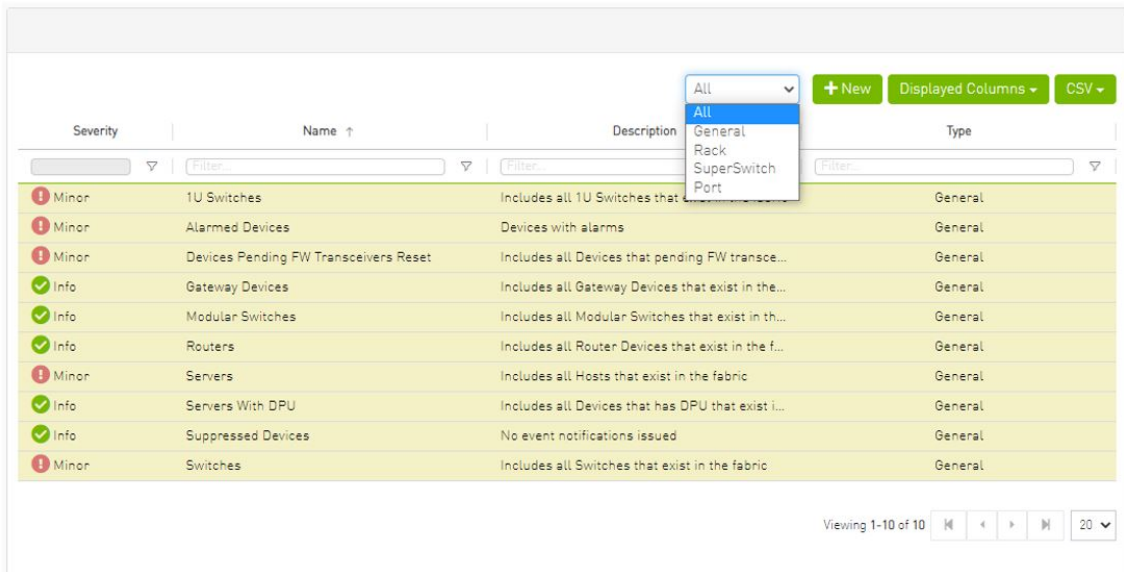 All
+ New
Displayed Columns
CSV
All
General
Rack
SuperSwitch
Port
Severity Name ↑ Description Type
Filter... Filter... Filter...
Minor 1U Switches Includes all 1U Switches that General
Minor Alarmed Devices Devices with alarms General
Minor Devices Pending FW Transceivers Reset Includes all Devices that pending FW transce... General
Info Gateway Devices Includes all Gateway Devices that exist in the... General
Info Modular Switches Includes all Modular Switches that exist in th... General
Info Routers Includes all Router Devices that exist in the f... General
Minor Servers Includes all Hosts that exist in the fabric General
Info Servers With DPU Includes all Devices that has DPU that exist i... General
Info Suppressed Devices No event notifications issued General
Minor Switches Includes all Switches that exist in the fabric General
Viewing 1-10 of 10 20